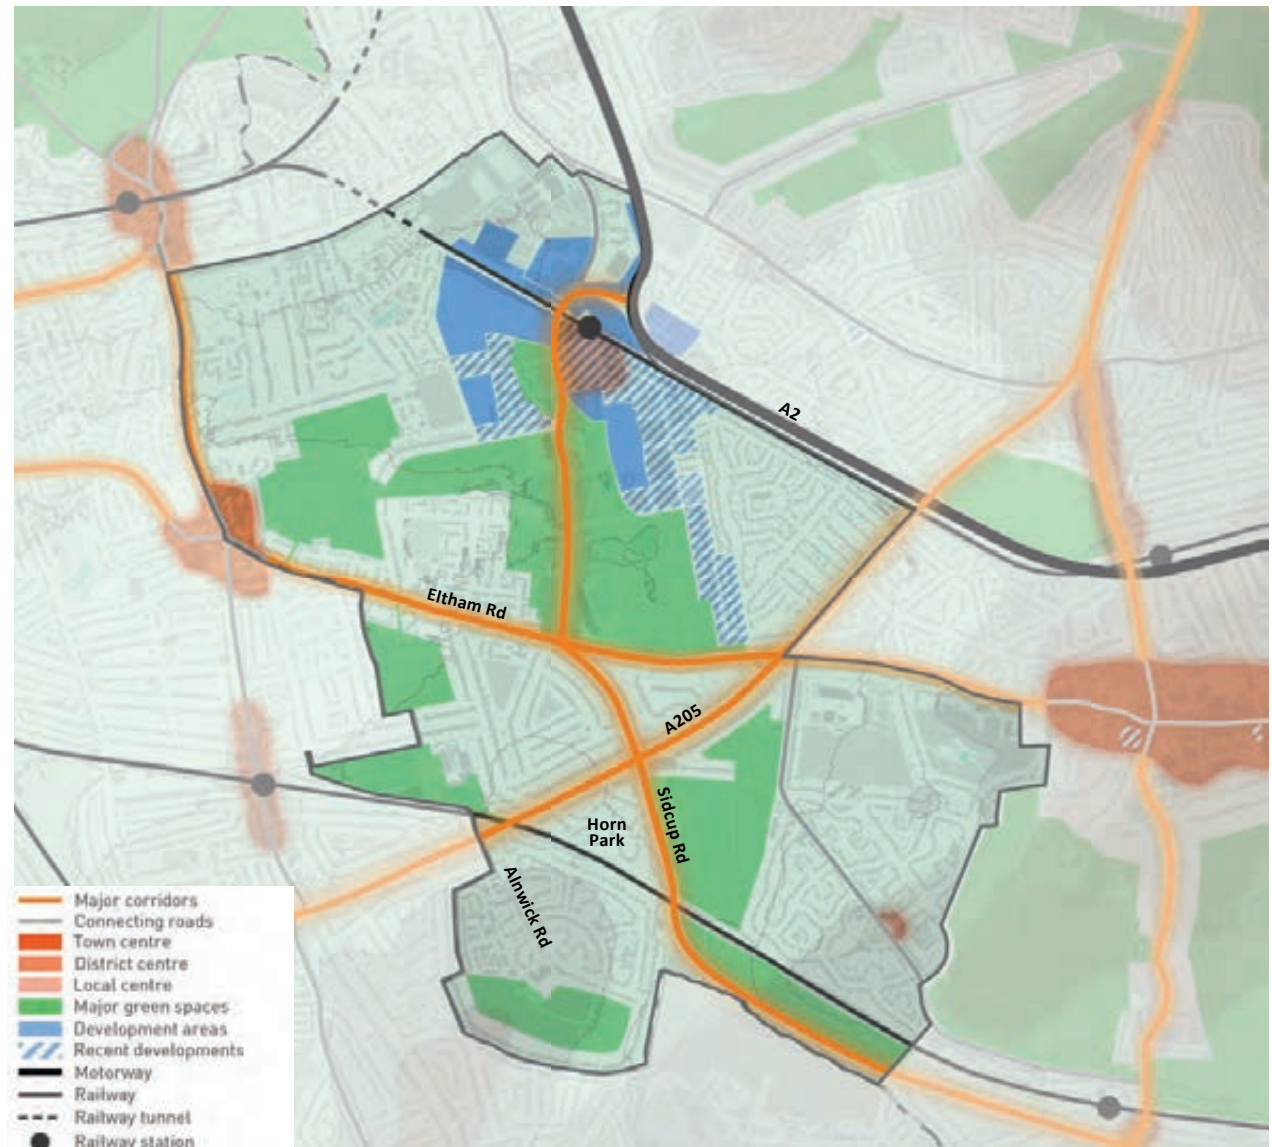 A2
Eltham Rd
A205
Sidcup Rd
Horn
Park
Alnwick Rd
Major corridors
Connecting roads
Town centre
District centre
Local centre
Major green spaces
Development areas
Recent developments
Motorway
Railway
Railway tunnel
Railway station